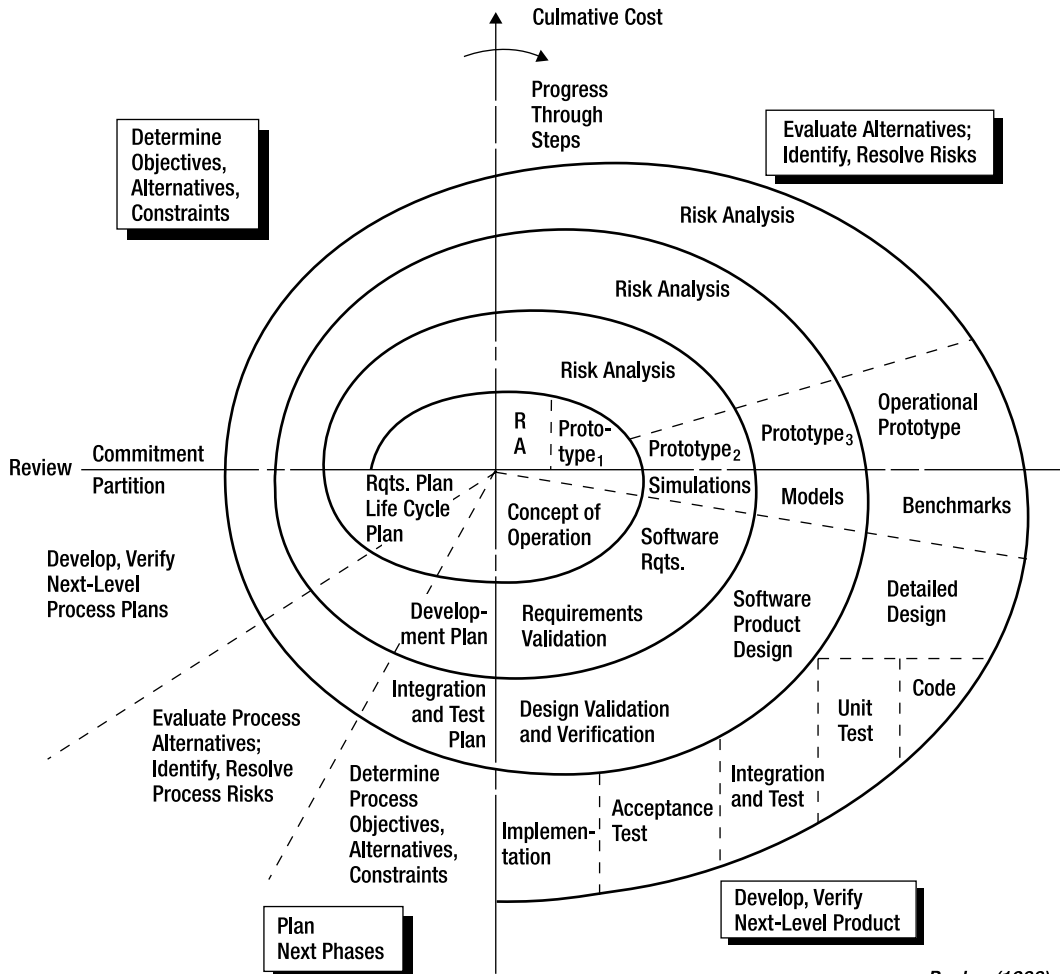 Culmative Cost
Progress
Through
Steps
Determine
Objectives,
Alternatives,
Constraints
Evaluate Alternatives;
Identify, Resolve Risks
Risk Analysis
Risk Analysis
Risk Analysis
R
A
Proto-
type1
Prototype2
Prototype3
Operational
Prototype
Review
Commitment
Partition
Rqts. Plan
Life Cycle
Plan
Concept of
Operation
Simulations
Models
Benchmarks
Software
Rqts.
Develop, Verify
Next-Level
Process Plans
Develop-
ment Plan
Requirements
Validation
Software
Product
Design
Detailed
Design
Integration
and Test
Plan
Design Validation
and Verification
Unit
Test
Code
Evaluate Process
Alternatives;
Identify, Resolve
Process Risks
Determine
Process
Objectives,
Alternatives,
Constraints
Implemen-
tation
Acceptance
Test
Integration
and Test
Plan
Next Phases
Develop, Verify
Next-Level Product